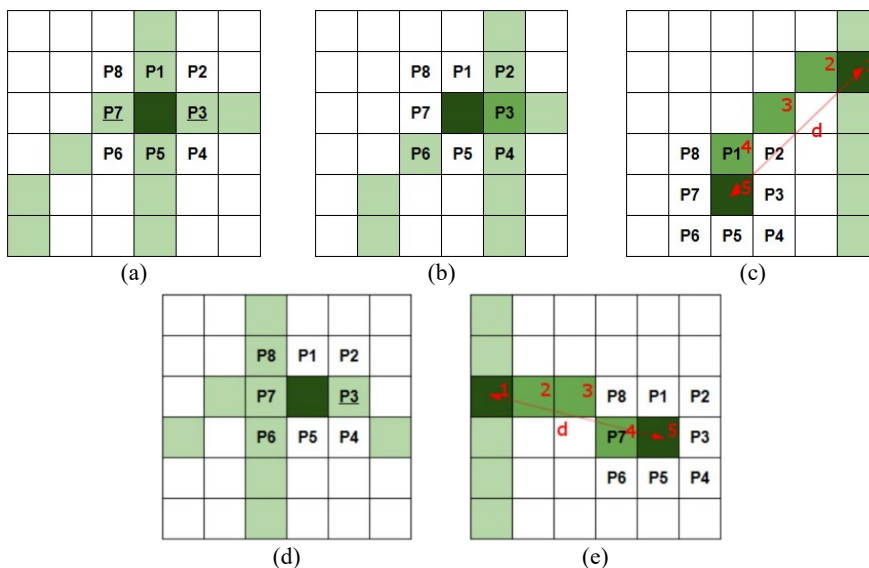 P8 P1 P2 P8 P1 P2 2 1
P7 P3 P7 P3 3
P6 P5 P4 P6 P5 P4 P8 P1 4 P2 d
P7 5 P3
P6 P5 P4
(a) (b) (c)
P8 P1 P2
P7 P3 1 2 3 P8 P1 P2
P6 P5 P4 d P7 4 5 P3
P6 P5 P4
(d) (e)